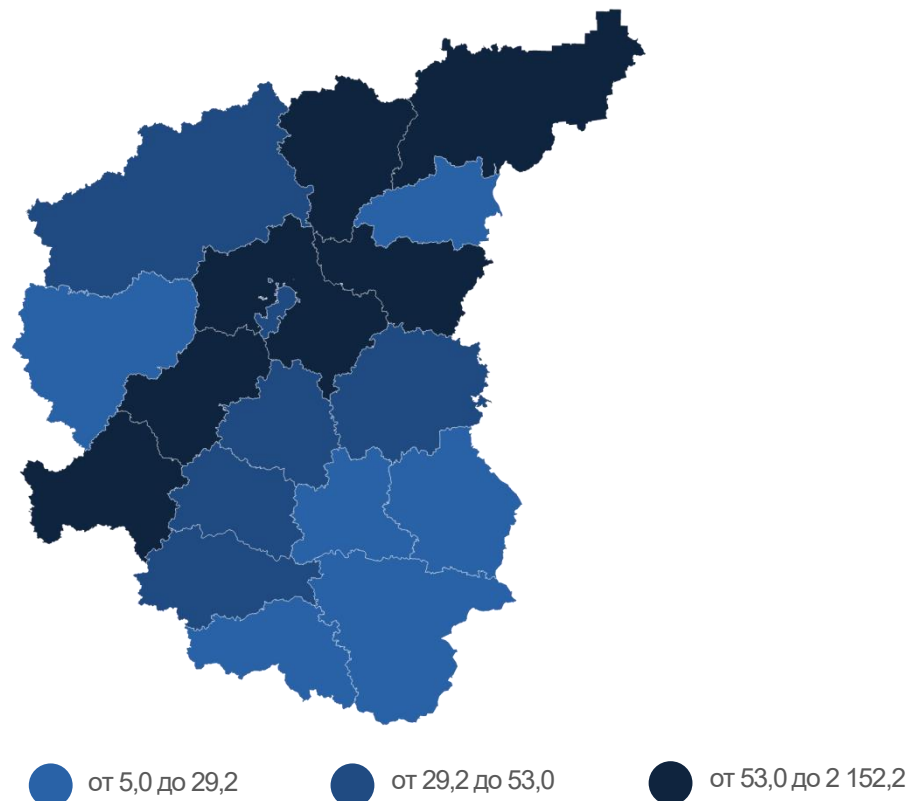 от 5,0 до 29,2
от 29,2 до 53,0
от 53,0 до 2 152,2